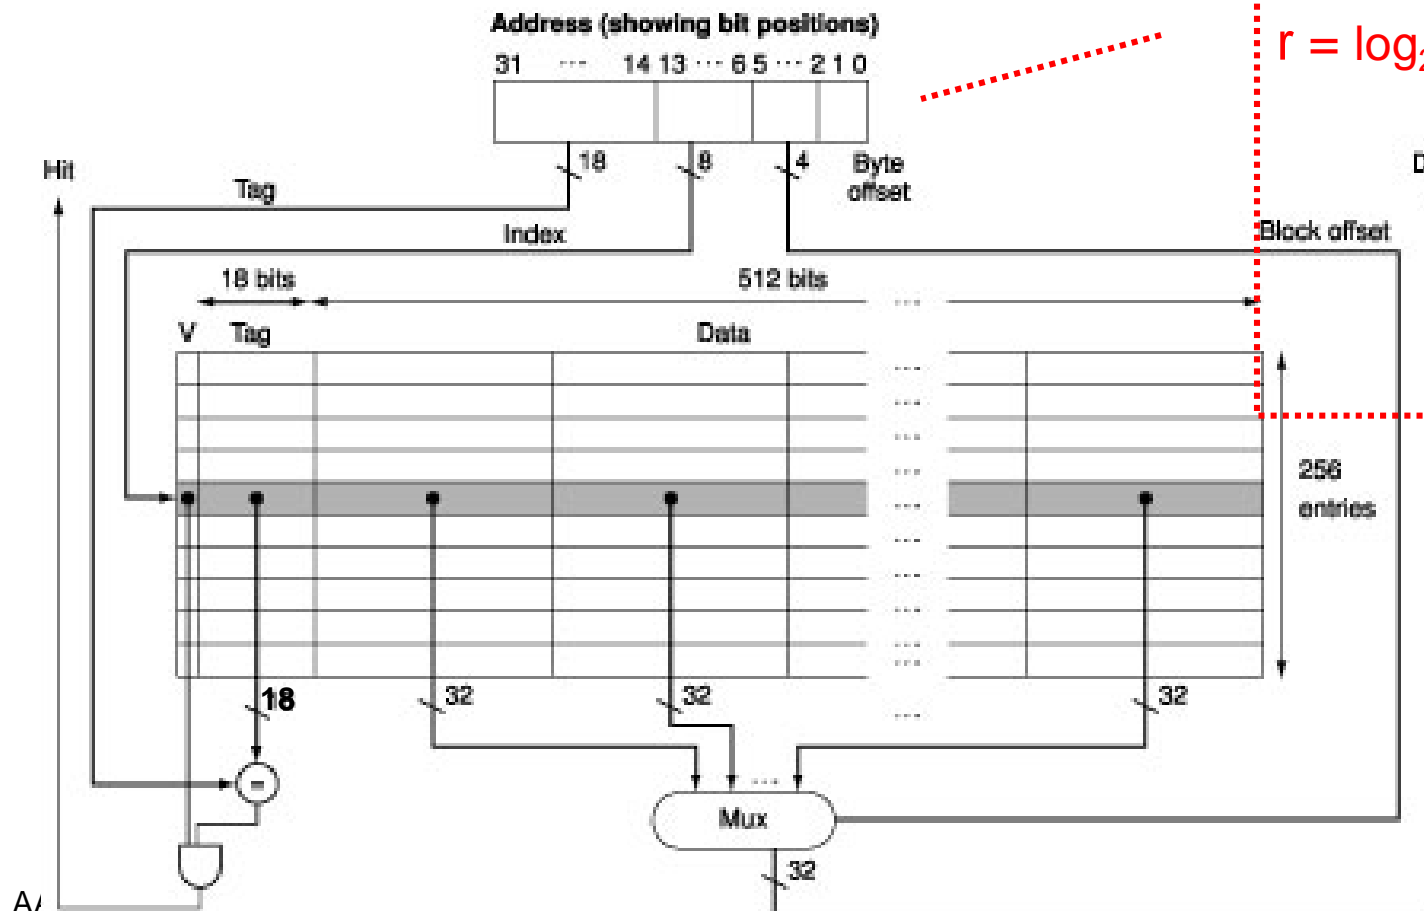 Address (showing bit positions)
r = log₂
31 ... 14 13 ... 6 5 ... 2 1 0
18 8 4 Byte offset
Hit
D
Tag
Index
Block offset
18 bits 512 bits ...
V Tag Data
...
...
...
...
256
entries
...
...
...
...
...
...
18 32 32 ... 32
=
...
Mux
32
A